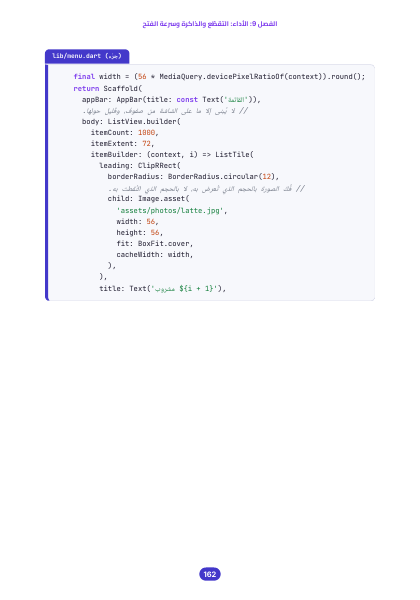 الفصل 9: الأداء: التقطّع والذاكرة وسرعة الفتح
lib/menu.dart (جزء)
final width = (56 * MediaQuery.devicePixelRatioOf(context)).round();
return Scaffold(
appBar: AppBar(title: const Text('القائمة')),
// لا يُبنى إلا ما على الشاشة من صفوف، وقليل حولها.
body: ListView.builder(
itemCount: 1000,
itemExtent: 72,
itemBuilder: (context, i) => ListTile(
leading: ClipRRect(
borderRadius: BorderRadius.circular(12),
// فُك الصورة بالحجم الذي تُعرض به، لا بالحجم الذي التُقطت به.
child: Image.asset(
'assets/photos/latte.jpg',
width: 56,
height: 56,
fit: BoxFit.cover,
cacheWidth: width,
),
),
title: Text('مشروب ${i + 1}'),
162